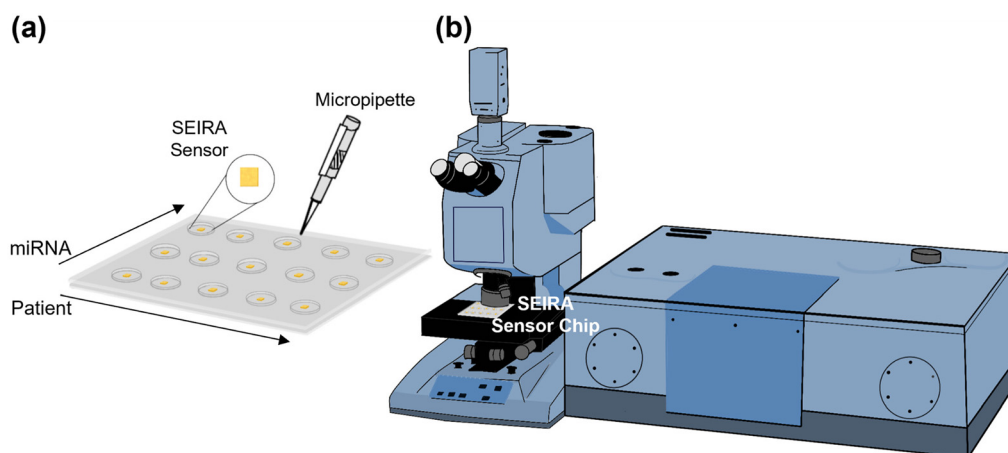 (a)
(b)
Micropipette
SEIRA
Sensor
miRNA
Patient
SEIRA
Sensor Chip